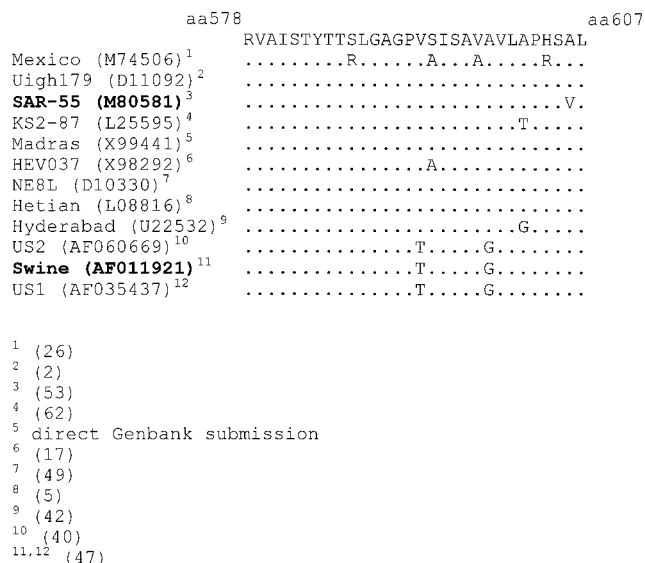 aa578 aa607
RVAISTYTTSLGAGPVSISAVAVLAPHSAL
Mexico (M74506)1 .........R......A...A.....R...
Uigh179 (D11092)2 ..............................
SAR-55 (M80581)3 ............................V.
KS2-87 (L25595)4 ........................T.....
Madras (X99441)5 ..............................
HEV037 (X98292)6 ................A.............
NE8L (D10330)7 ..............................
Hetian (L08816)8 ..............................
Hyderabad (U22532)9 ........................G.....
US2 (AF060669)10 ...............T.....G........
Swine (AF011921)11 ...............T.....G........
US1 (AF035437)12 ...............T.....G........
1 (26)
2 (2)
3 (53)
4 (62)
5 direct Genbank submission
6 (17)
7 (49)
8 (5)
9 (42)
10 (40)
11,12 (47)